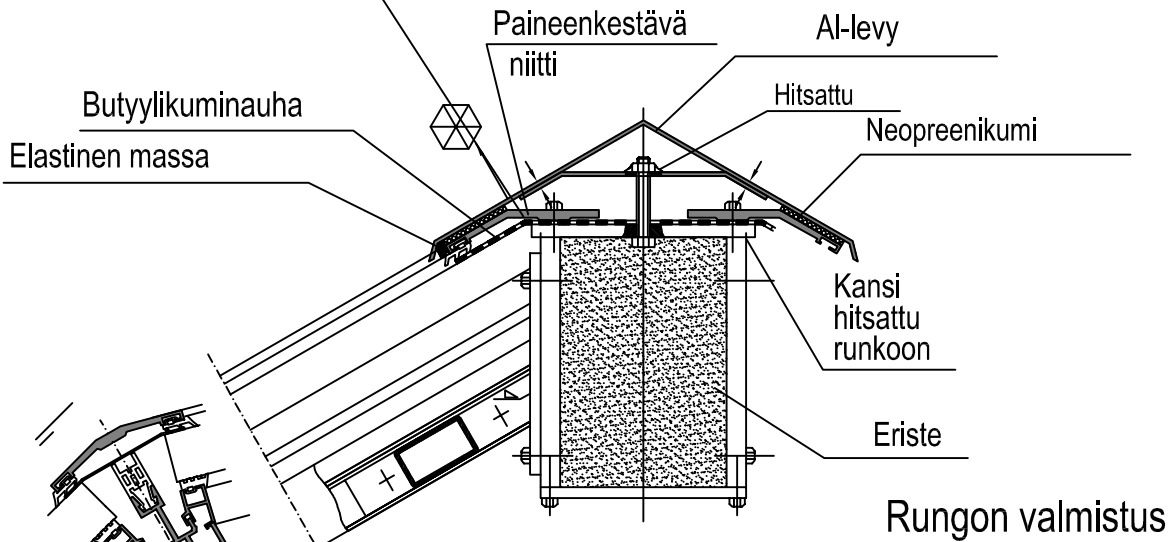 Paineenkestävä
niitti
Al-levy
Butyylikuminauha
Hitsattu
Neopreenikumi
Elastinen massa
Kansi
hitsattu
runkoon
Eriste
Rungon valmistus